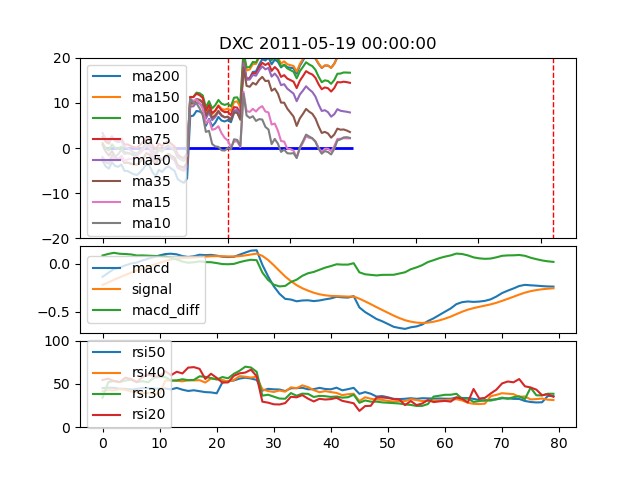 DXC 2011-05-19 00:00:00
20
10
0
−10
−20
ma200
ma150
ma100
ma75
ma50
ma35
ma15
ma10
0.0
−0.5
macd
signal
macd_diff
100
50
0
rsi50
rsi40
rsi30
rsi20
0 10 20 30 40 50 60 70 80